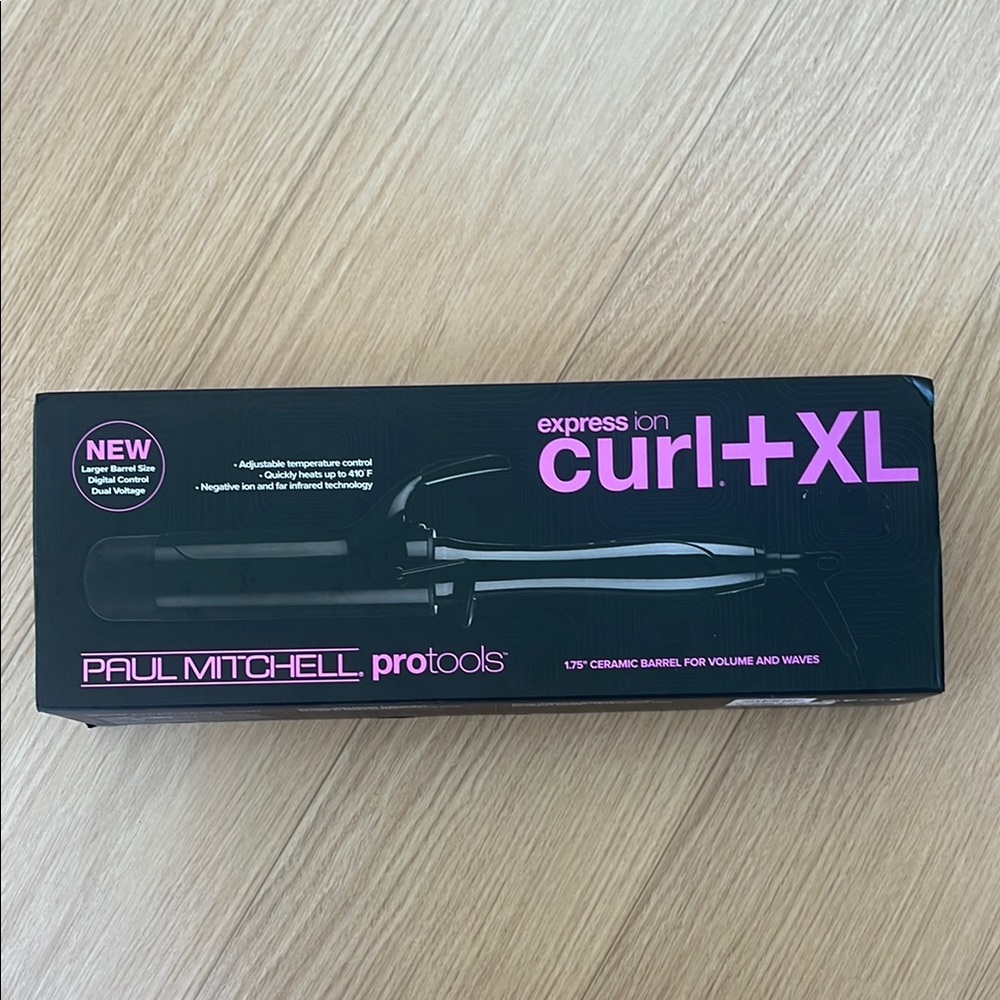 NEW
Larger Barrel Size
Digital Control
Dual Voltage
• Adjustable temperature control
• Quickly heats up to 410°F
• Negative ion and far infrared technology
express ion
curl®+XL
PAUL MITCHELL® protools™
1.75" CERAMIC BARREL FOR VOLUME AND WAVES